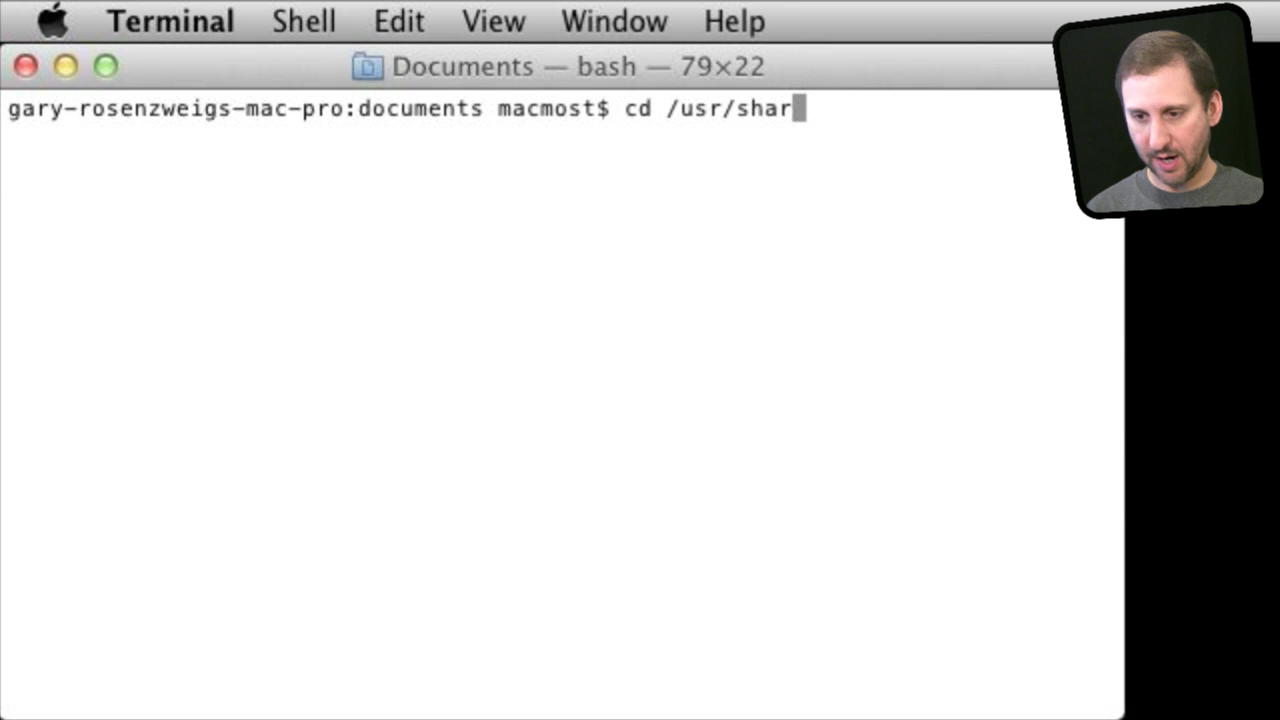 Terminal Shell Edit View Window Help
Documents — bash — 79×22
gary-rosenzweigs-mac-pro:documents macmost$ cd /usr/shar